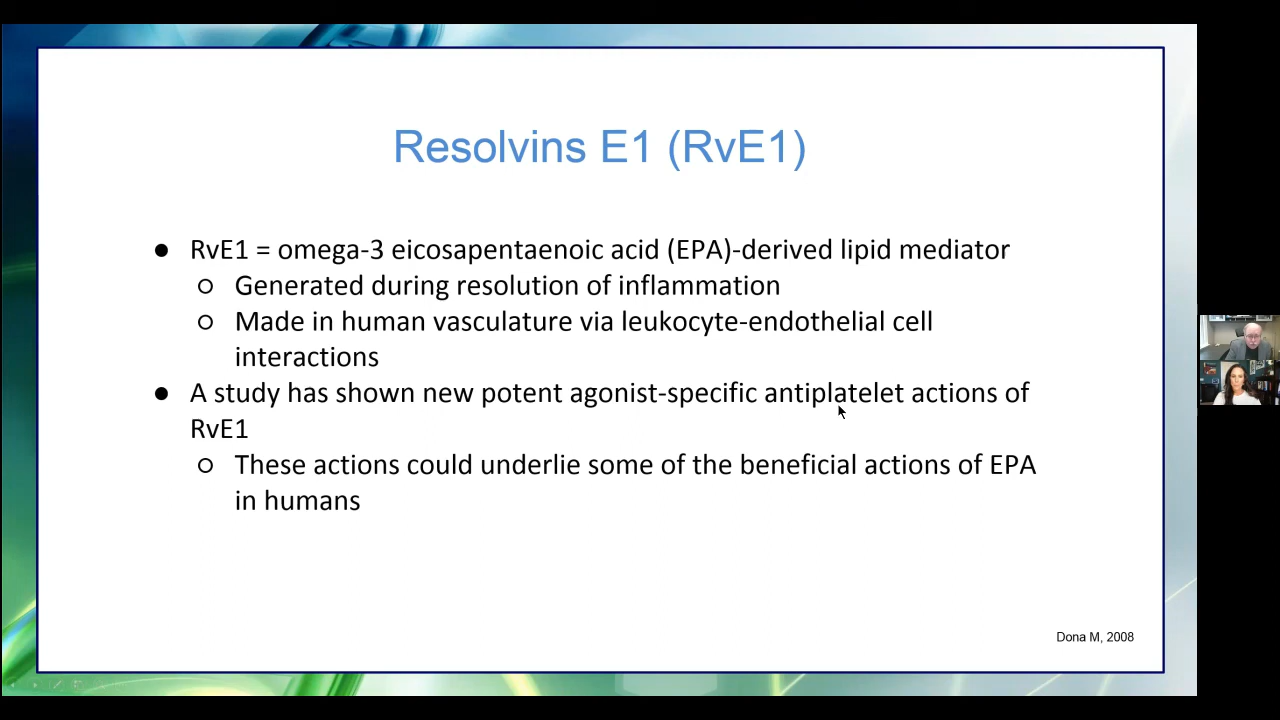 Resolvins E1 (RvE1)
● RvE1 = omega-3 eicosapentaenoic acid (EPA)-derived lipid mediator
○ Generated during resolution of inflammation
○ Made in human vasculature via leukocyte-endothelial cell
interactions
● A study has shown new potent agonist-specific antiplatelet actions of
RvE1
○ These actions could underlie some of the beneficial actions of EPA
in humans
Dona M, 2008